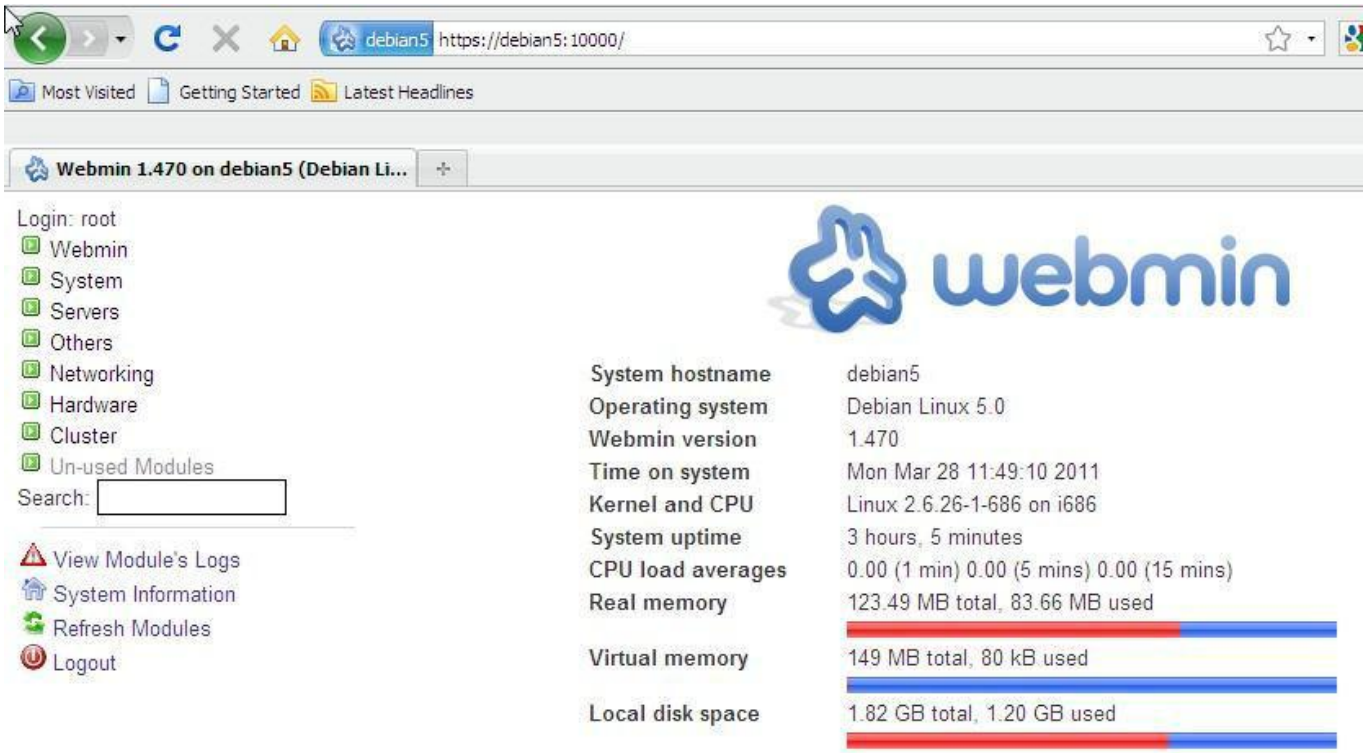 debian5 https://debian5:10000/
Most Visited Getting Started Latest Headlines
Webmin 1.470 on debian5 (Debian Li...
Login: root
Webmin
System
Servers
Others
Networking
Hardware
Cluster
Un-used Modules
Search:
View Module's Logs
System Information
Refresh Modules
Logout
webmin
System hostname debian5
Operating system Debian Linux 5.0
Webmin version 1.470
Time on system Mon Mar 28 11:49:10 2011
Kernel and CPU Linux 2.6.26-1-686 on i686
System uptime 3 hours, 5 minutes
CPU load averages 0.00 (1 min) 0.00 (5 mins) 0.00 (15 mins)
Real memory 123.49 MB total, 83.66 MB used
Virtual memory 149 MB total, 80 kB used
Local disk space 1.82 GB total, 1.20 GB used